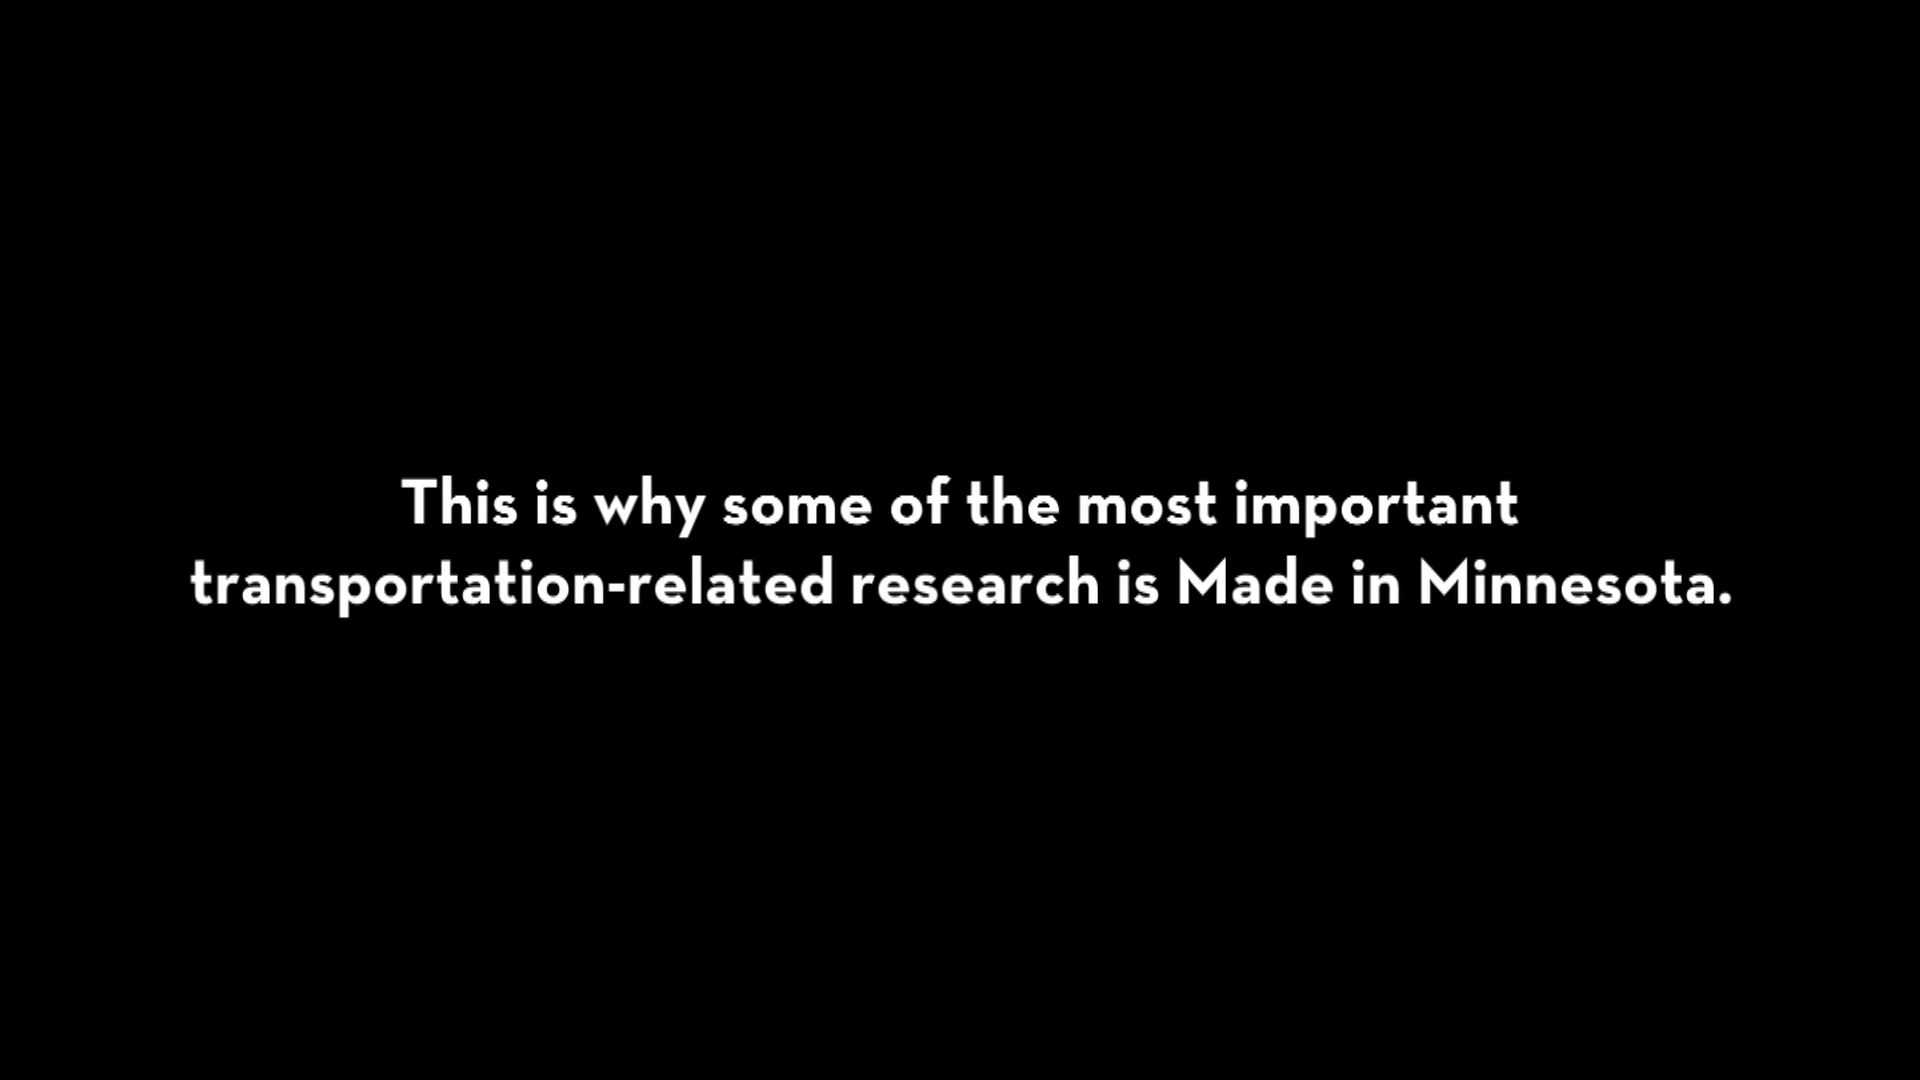 This is why some of the most important
transportation-related research is Made in Minnesota.